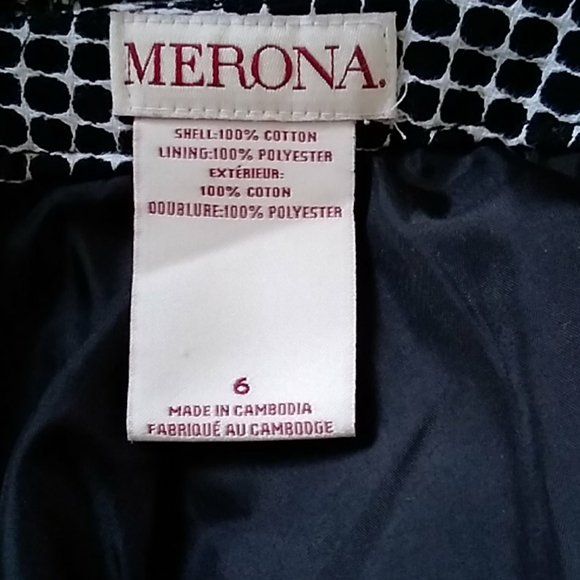 MERONA.
SHELL:100% COTTON
LINING:100% POLYESTER
EXTÉRIEUR:
100% COTON
DOUBLURE:100% POLYESTER
6
MADE IN CAMBODIA
FABRIQUÉ AU CAMBODGE